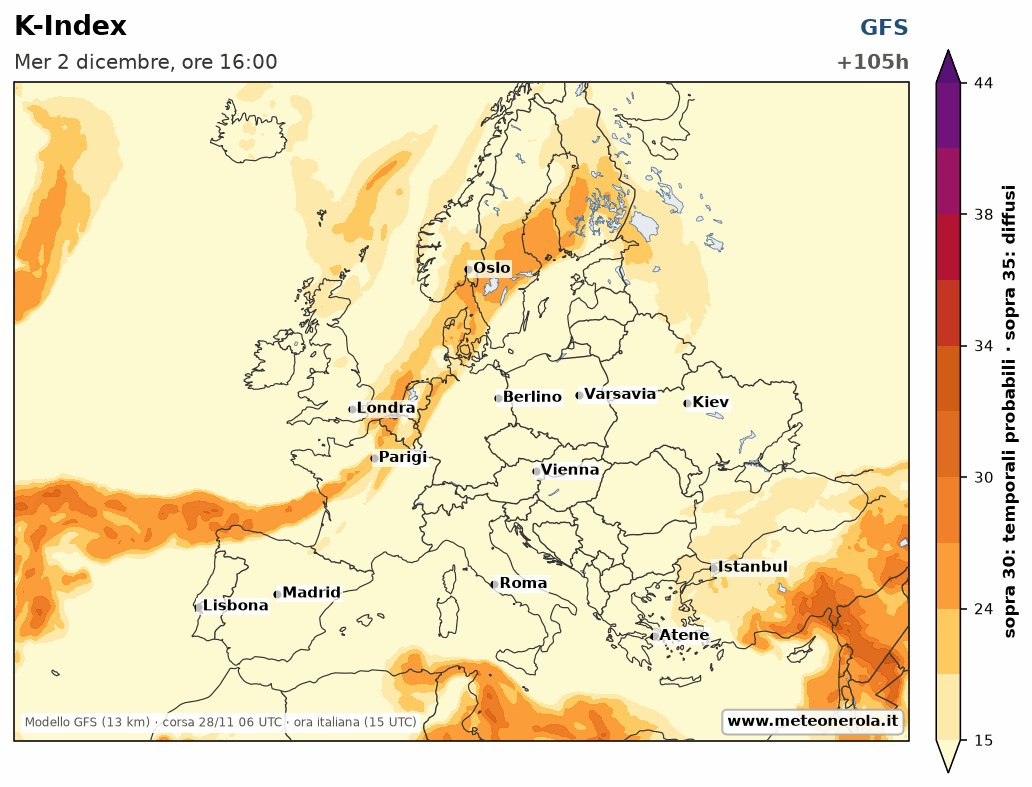 K-Index
GFS
Mer 2 dicembre, ore 16:00
+105h
44
38
34
30
24
15
sopra 30: temporali probabili · sopra 35: diffusi
Oslo
Berlino
Varsavia
Kiev
Londra
Parigi
Vienna
Istanbul
Roma
Madrid
Lisbona
Atene
Modello GFS (13 km) · corsa 28/11 06 UTC · ora italiana (15 UTC)
www.meteonerola.it